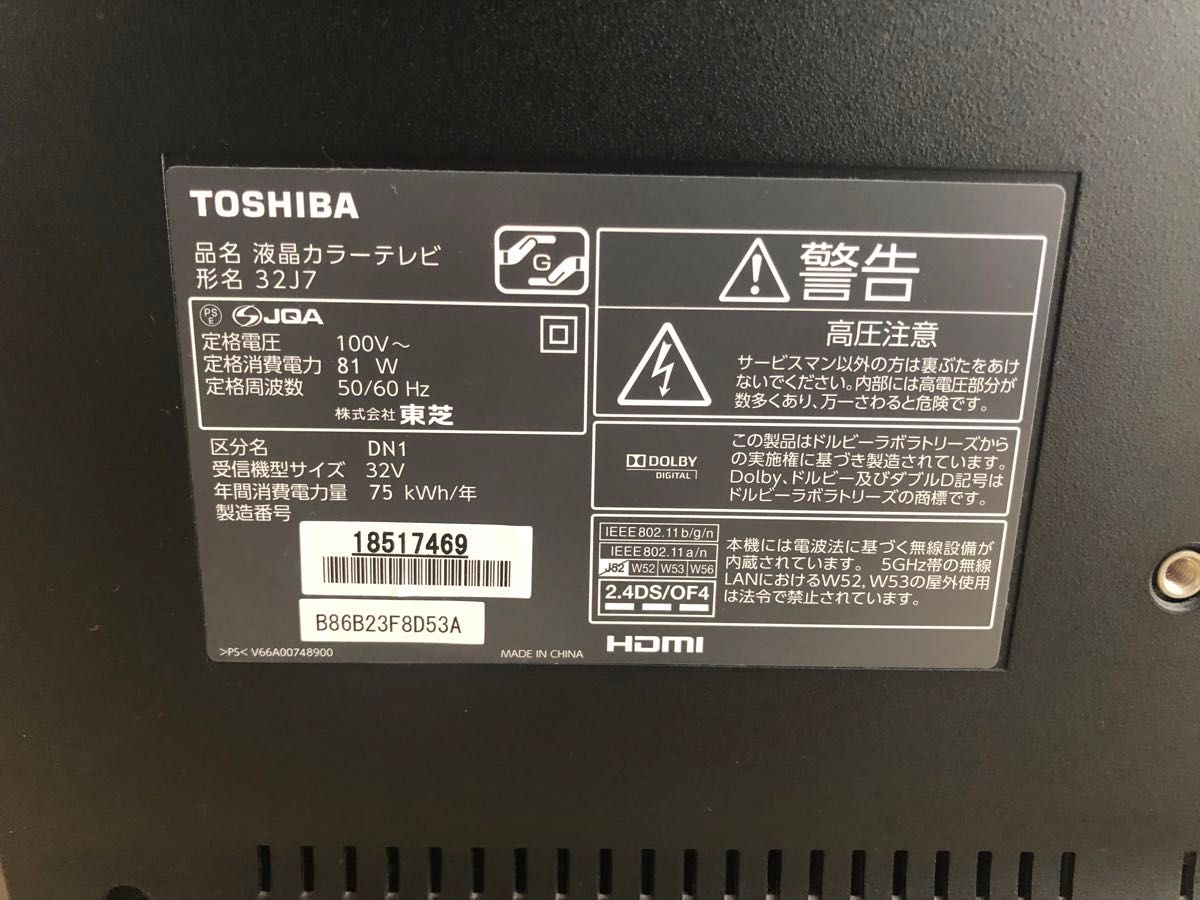 TOSHIBA
品名 液晶カラーテレビ
形名 32J7
G
PS
E
JQA
定格電圧 100V～
定格消費電力 81 W
定格周波数 50/60 Hz
株式会社 東芝
区分名 DN1
受信機型サイズ 32V
年間消費電力量 75 kWh/年
製造番号
18517469
B86B23F8D53A
>PS< V66A00748900
MADE IN CHINA
警告
高圧注意
サービスマン以外の方は裏ぶたをあけ
ないでください。内部には高電圧部分が
数多くあり、万一さわると危険です。
DOLBY
DIGITAL
この製品はドルビーラボラトリーズから
の実施権に基づき製造されています。
Dolby、ドルビー及びダブルD記号は
ドルビーラボラトリーズの商標です。
IEEE802.11b/g/n
IEEE802.11a/n
J52 W52 W53 W56
2.4DS/OF4
本機には電波法に基づく無線設備が
内蔵されています。 5GHz帯の無線
LANにおけるW52、W53の屋外使用
は法令で禁止されています。
HDMI